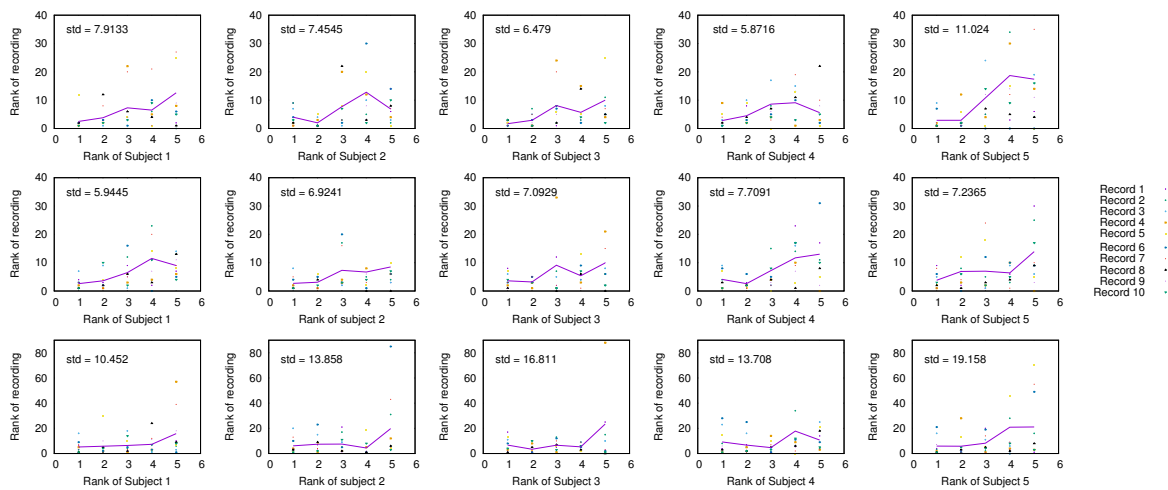 Rank of recording
40
30
20
10
0
std = 7.9133
0 1 2 3 4 5 6
Rank of Subject 1
Rank of recording
40
30
20
10
0
std = 7.4545
0 1 2 3 4 5 6
Rank of Subject 2
Rank of recording
40
30
20
10
0
std = 6.479
0 1 2 3 4 5 6
Rank of Subject 3
Rank of recording
40
30
20
10
0
std = 5.8716
0 1 2 3 4 5 6
Rank of Subject 4
Rank of recording
40
30
20
10
0
std = 11.024
0 1 2 3 4 5 6
Rank of Subject 5
Rank of recording
40
30
20
10
0
std = 5.9445
0 1 2 3 4 5 6
Rank of Subject 1
Rank of recording
40
30
20
10
0
std = 6.9241
0 1 2 3 4 5 6
Rank of subject 2
Rank of recording
40
30
20
10
0
std = 7.0929
0 1 2 3 4 5 6
Rank of Subject 3
Rank of recording
40
30
20
10
0
std = 7.7091
0 1 2 3 4 5 6
Rank of Subject 4
Rank of recording
40
30
20
10
0
std = 7.2365
0 1 2 3 4 5 6
Rank of Subject 5
Record 1
Record 2
Record 3
Record 4
Record 5
Record 6
Record 7
Record 8
Record 9
Record 10
Rank of recording
80
60
40
20
0
std = 10.452
0 1 2 3 4 5 6
Rank of Subject 1
Rank of recording
80
60
40
20
0
std = 13.858
0 1 2 3 4 5 6
Rank of subject 2
Rank of recording
80
60
40
20
0
std = 16.811
0 1 2 3 4 5 6
Rank of Subject 3
Rank of recording
80
60
40
20
0
std = 13.708
0 1 2 3 4 5 6
Rank of Subject 4
Rank of recording
80
60
40
20
0
std = 19.158
0 1 2 3 4 5 6
Rank of Subject 5